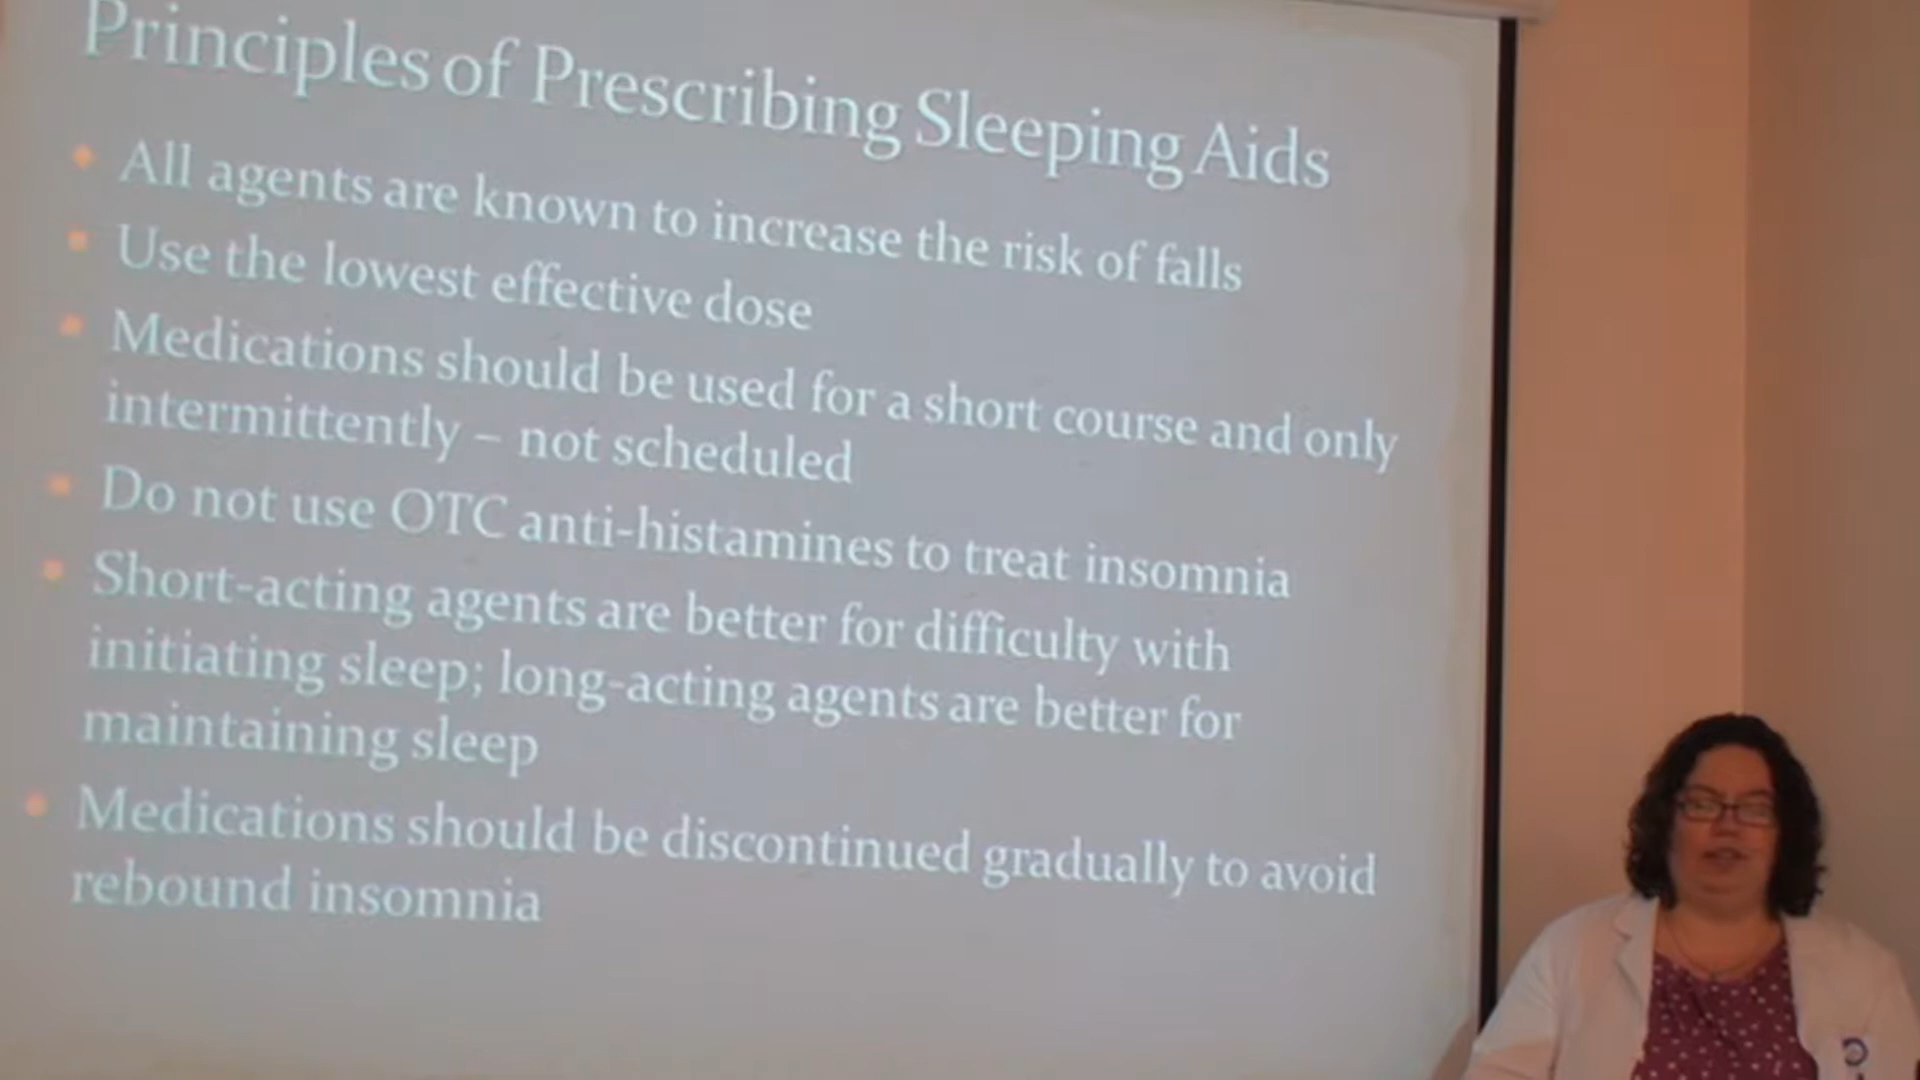 Principles of Prescribing Sleeping Aids
All agents are known to increase the risk of falls
Use the lowest effective dose
Medications should be used for a short course and only
intermittently – not scheduled
Do not use OTC anti-histamines to treat insomnia
Short-acting agents are better for difficulty with
initiating sleep; long-acting agents are better for
maintaining sleep
Medications should be discontinued gradually to avoid
rebound insomnia